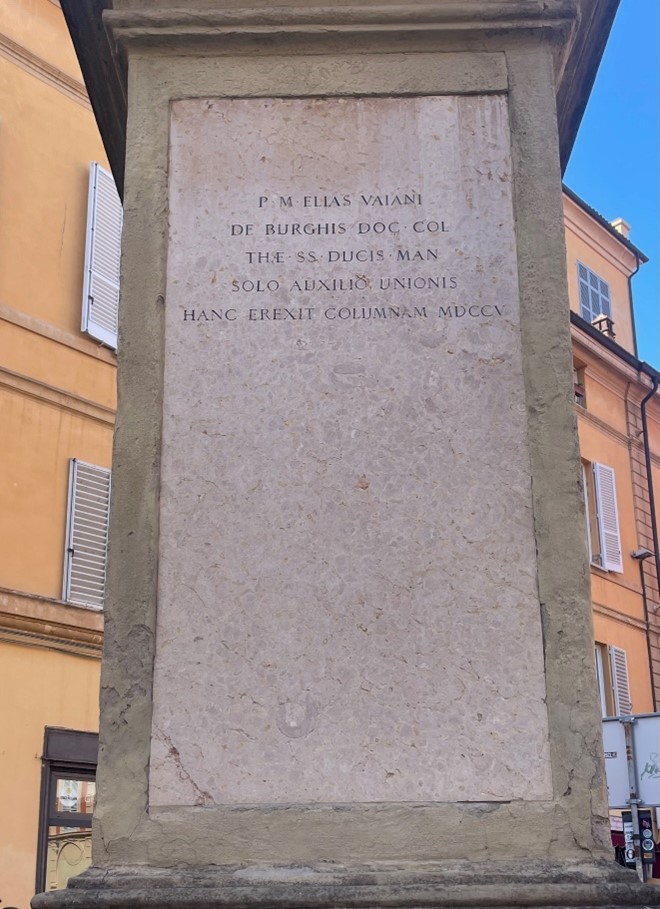 P·M·ELIAS VAIANI
DE BURGHIS DOC·COL
THÆ·SS·DUCIS·MAN
SOLO AUXILIO UNIONIS
HANC EREXIT COLUMNAM MDCCV